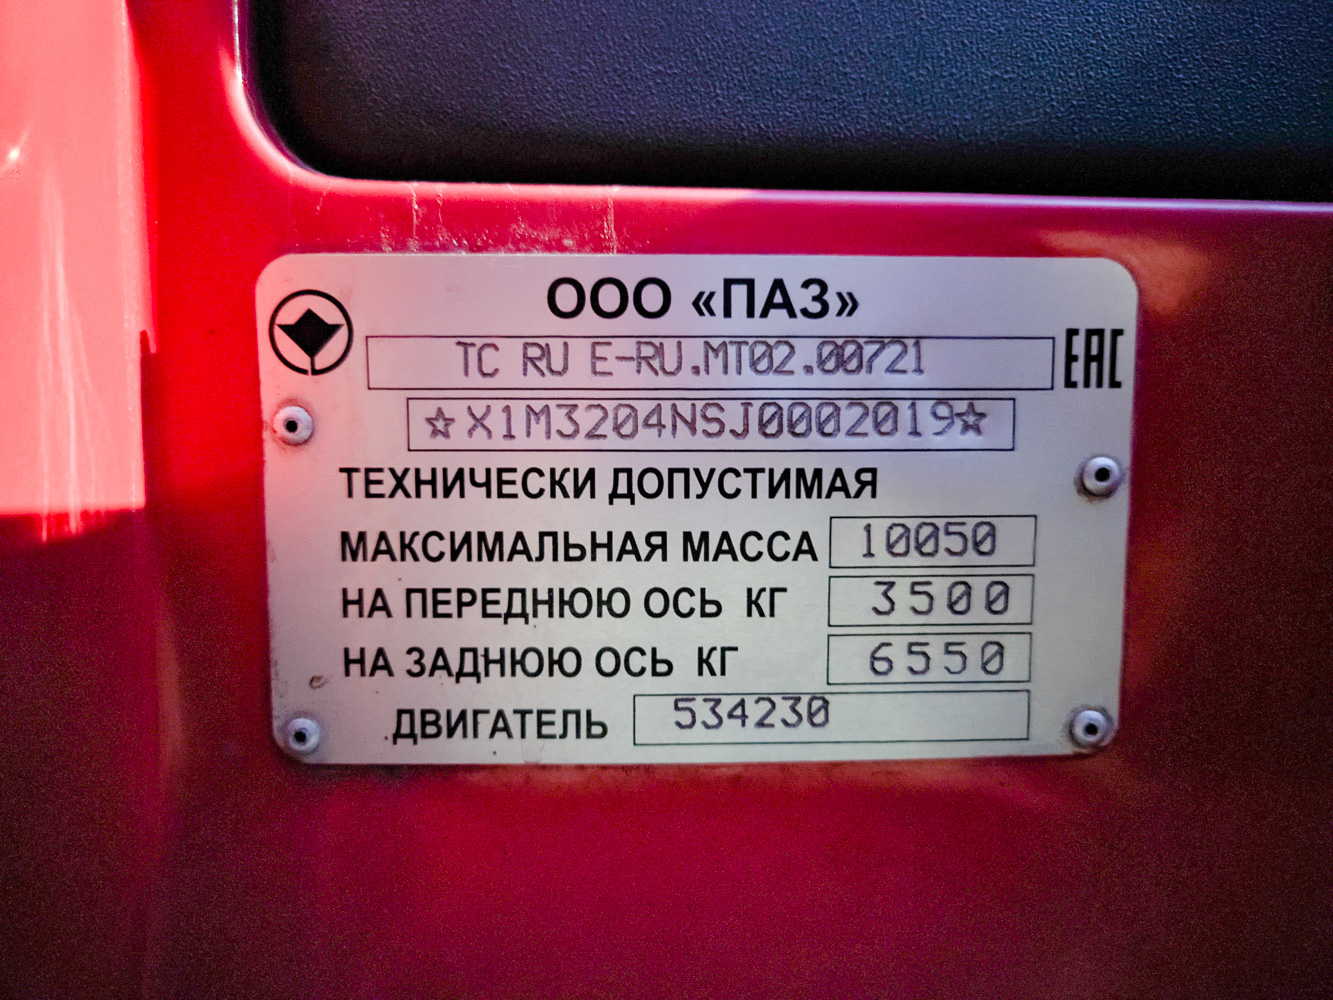 ООО «ПАЗ»
TC RU E-RU.MT02.00721
EAC
☆X1M3204NSJ0002019☆
ТЕХНИЧЕСКИ ДОПУСТИМАЯ
МАКСИМАЛЬНАЯ МАССА 10050
НА ПЕРЕДНЮЮ ОСЬ КГ 3500
НА ЗАДНЮЮ ОСЬ КГ 6550
ДВИГАТЕЛЬ 534230